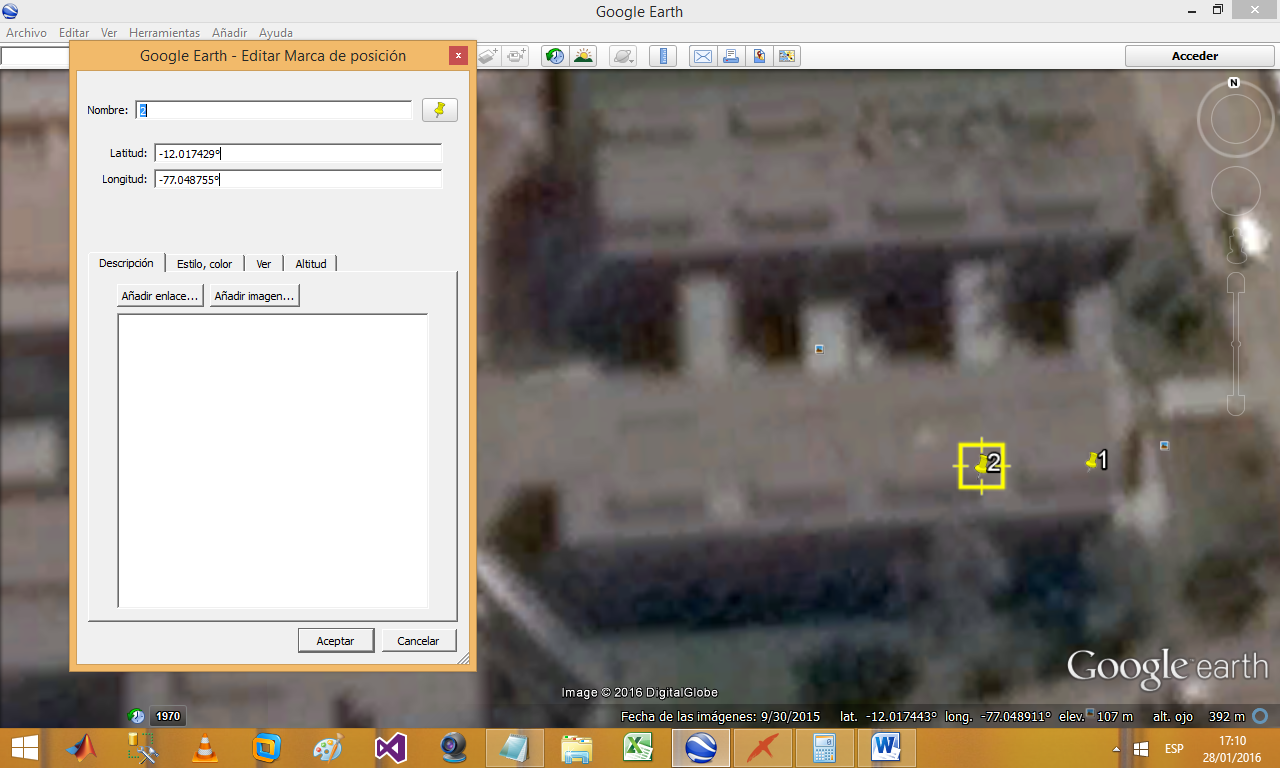 Google Earth
Archivo Editar Ver Herramientas Añadir Ayuda
Google Earth - Editar Marca de posición
Acceder
N
Nombre: 2
Latitud: -12.017429°
Longitud: -77.048755°
Descripción Estilo, color Ver Altitud
Añadir enlace... Añadir imagen...
2 1
Aceptar Cancelar
Google earth
Image © 2016 DigitalGlobe
1970 Fecha de las imágenes: 9/30/2015 lat. -12.017443° long. -77.048911° elev. 107 m alt. ojo 392 m
ESP
17:10
28/01/2016